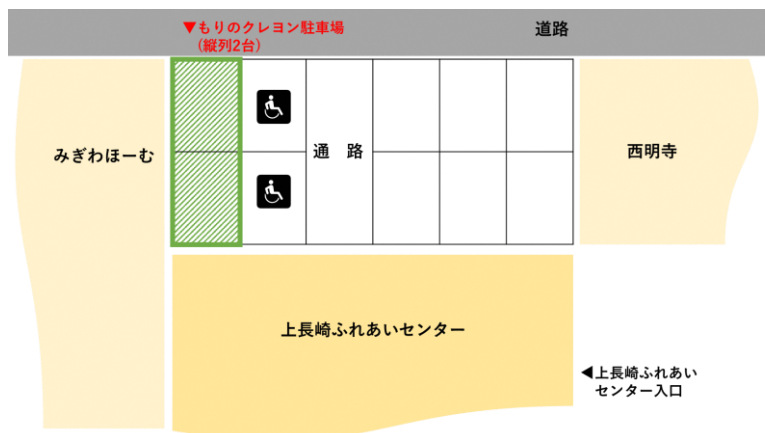 ▼もりのクレヨン駐車場
(縦列2台)
道路
みぎわほーむ
通　路
西明寺
上長崎ふれあいセンター
◀上長崎ふれあい
センター入口